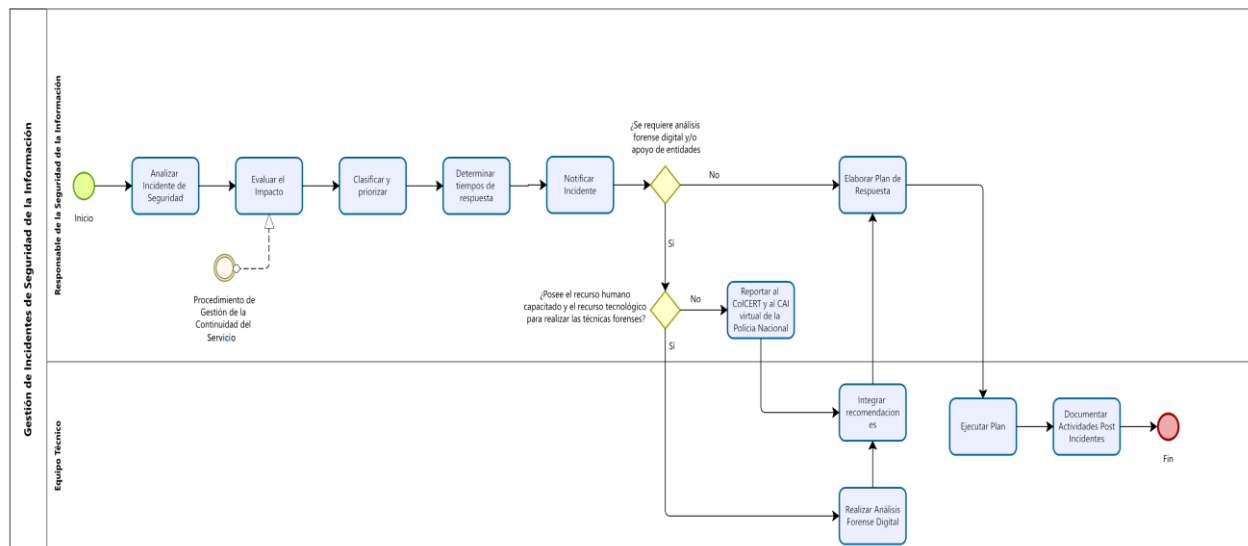 Gestión de Incidentes de Seguridad de la Información
Responsable de la Seguridad de la Información
Inicio
Analizar
Incidente de
Seguridad
Evaluar el
Impacto
Procedimiento de
Gestión de la
Continuidad del
Servicio
Clasificar y
priorizar
Determinar
tiempos de
respuesta
Notificar
Incidente
¿Se requiere análisis
forense digital y/o
apoyo de entidades
No
Sí
Elaborar Plan de
Respuesta
¿Posee el recurso humano
capacitado y el recurso tecnológico
para realizar las técnicas forenses?
No
Sí
Reportar al
ColCERT y al CAI
virtual de la
Policía Nacional
Equipo Técnico
Integrar
recomendacion
es
Realizar Análisis
Forense Digital
Ejecutar Plan
Documentar
Actividades Post
Incidentes
Fin